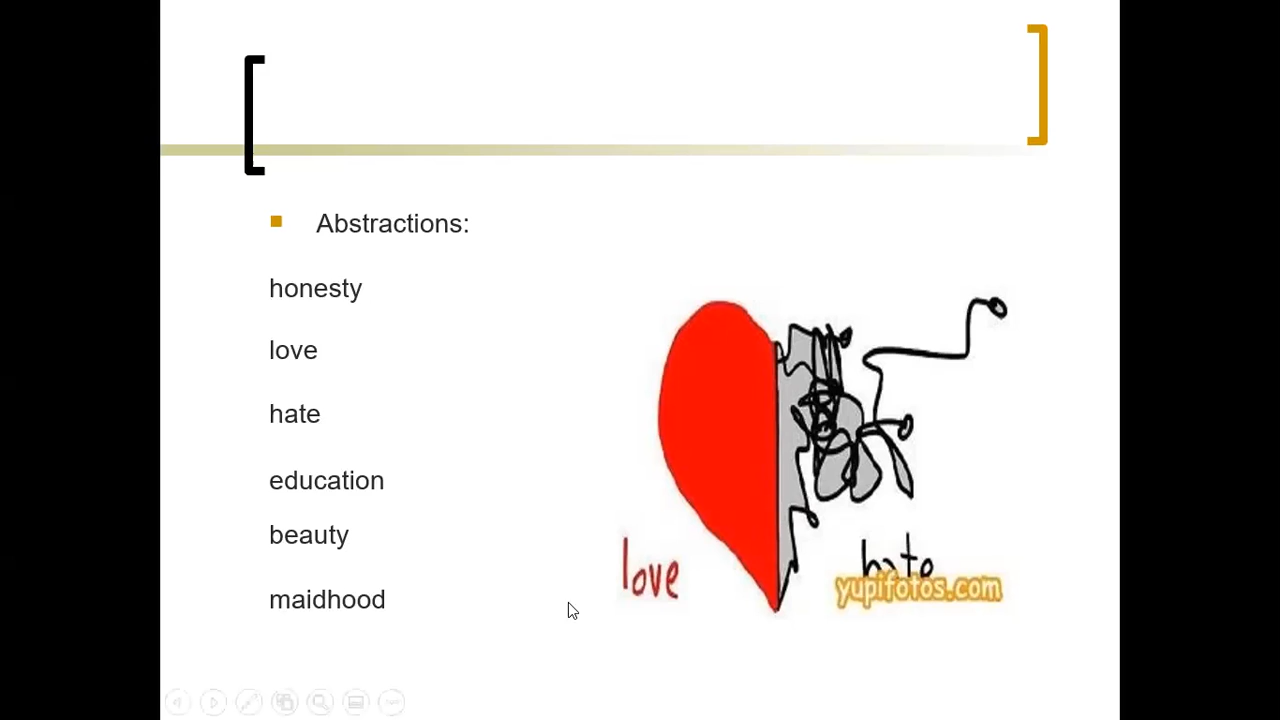 Abstractions:
honesty
love
hate
education
beauty
maidhood
love
hate
yupifotos.com